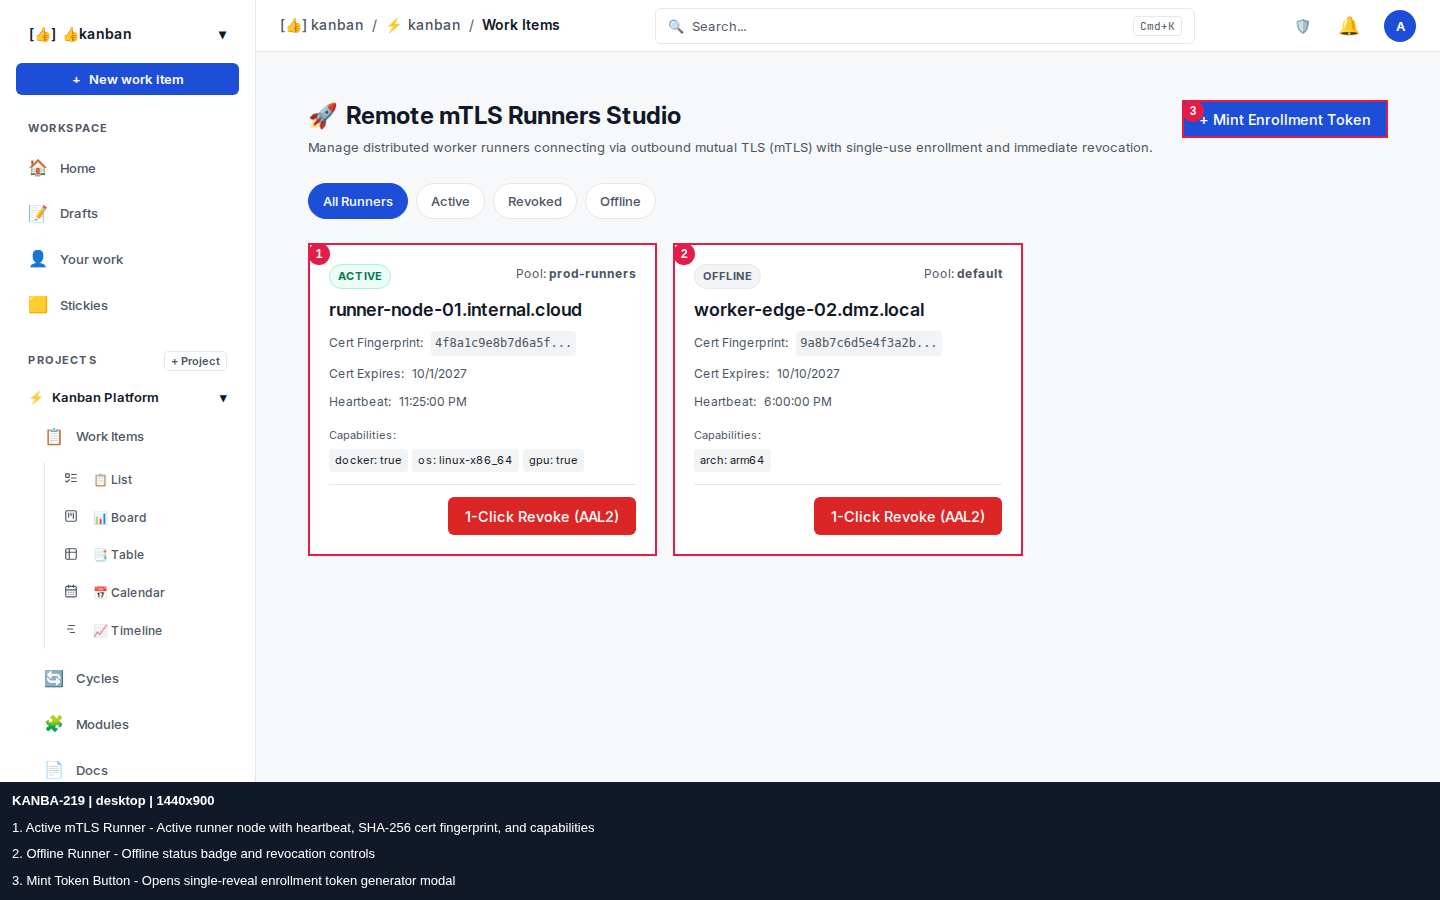 [👍] 👍kanban ▾
+ New work item
WORKSPACE
🏠 Home
📝 Drafts
👤 Your work
🟨 Stickies
PROJECTS + Project
⚡ Kanban Platform ▾
📋 Work Items
📋 List
📊 Board
📑 Table
📅 Calendar
📈 Timeline
🔄 Cycles
🧩 Modules
📄 Docs
[👍] kanban / ⚡ kanban / Work Items
🔍 Search... Cmd+K
A
🚀 Remote mTLS Runners Studio
Manage distributed worker runners connecting via outbound mutual TLS (mTLS) with single-use enrollment and immediate revocation.
3
+ Mint Enrollment Token
All Runners Active Revoked Offline
1
ACTIVE Pool: prod-runners
runner-node-01.internal.cloud
Cert Fingerprint: 4f8a1c9e8b7d6a5f...
Cert Expires: 10/1/2027
Heartbeat: 11:25:00 PM
Capabilities:
docker: true os: linux-x86_64 gpu: true
1-Click Revoke (AAL2)
2
OFFLINE Pool: default
worker-edge-02.dmz.local
Cert Fingerprint: 9a8b7c6d5e4f3a2b...
Cert Expires: 10/10/2027
Heartbeat: 6:00:00 PM
Capabilities:
arch: arm64
1-Click Revoke (AAL2)
KANBA-219 | desktop | 1440x900
1. Active mTLS Runner - Active runner node with heartbeat, SHA-256 cert fingerprint, and capabilities
2. Offline Runner - Offline status badge and revocation controls
3. Mint Token Button - Opens single-reveal enrollment token generator modal